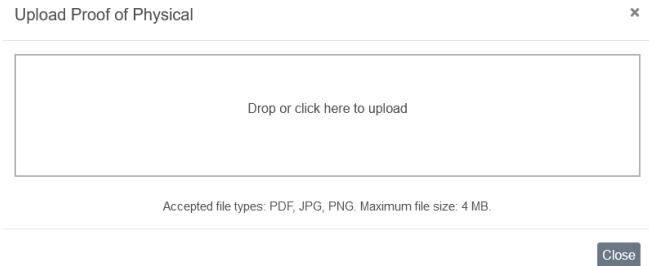 Upload Proof of Physical
×
Drop or click here to upload
Accepted file types: PDF, JPG, PNG. Maximum file size: 4 MB.
Close